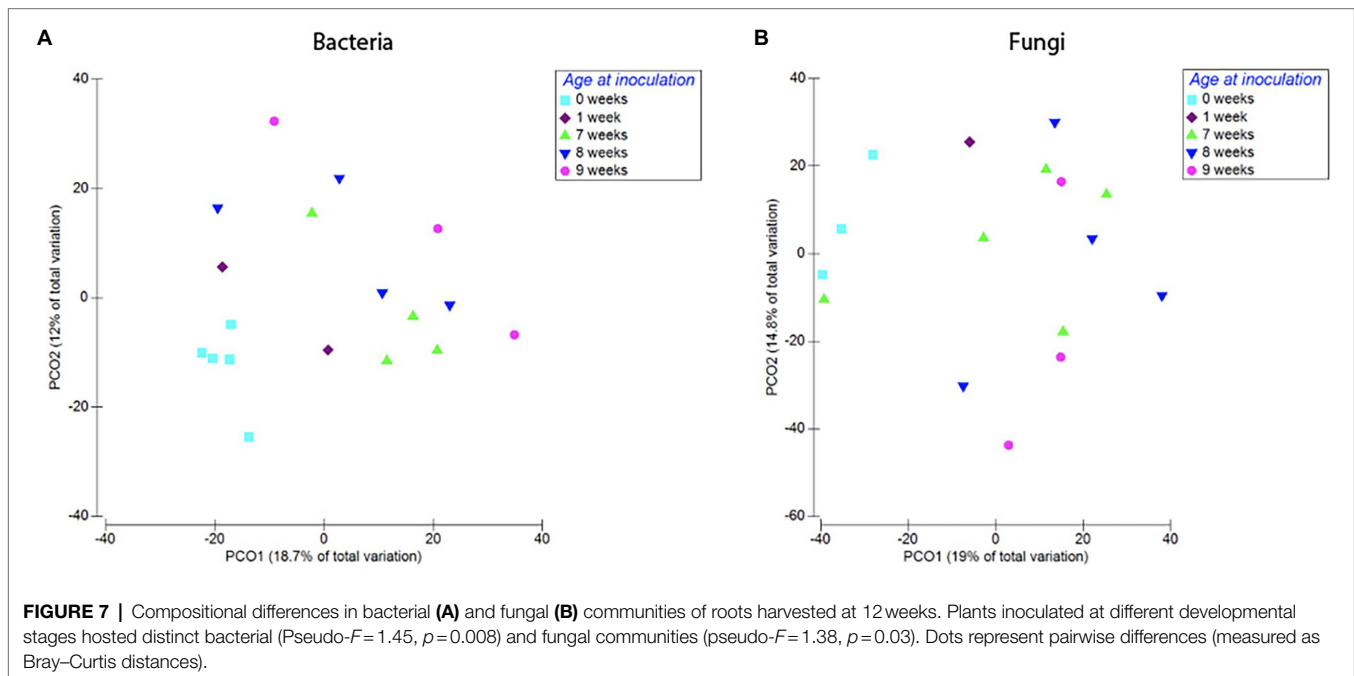 A
Bacteria
40
20
0
-20
-40
PCO2 (12% of total variation)
-40
-20
0
20
40
PCO1 (18.7% of total variation)
Age at inoculation
0 weeks
1 week
7 weeks
8 weeks
9 weeks
B
Fungi
40
20
0
-20
-40
-60
PCO2 (14.8% of total variation)
-40
-20
0
20
40
PCO1 (19% of total variation)
Age at inoculation
0 weeks
1 week
7 weeks
8 weeks
9 weeks
FIGURE 7 | Compositional differences in bacterial (A) and fungal (B) communities of roots harvested at 12 weeks. Plants inoculated at different developmental
stages hosted distinct bacterial (Pseudo-F = 1.45, p = 0.008) and fungal communities (pseudo-F = 1.38, p = 0.03). Dots represent pairwise differences (measured as
Bray–Curtis distances).